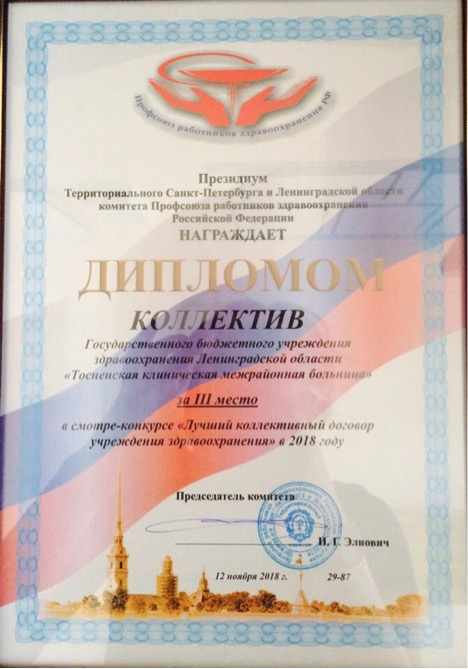 Профсоюз работников здравоохранения РФ
Президиум
Территориального Санкт-Петербурга и Ленинградской области
комитета Профсоюза работников здравоохранения
Российской Федерации
НАГРАЖДАЕТ
ДИПЛОМОМ
КОЛЛЕКТИВ
Государственного бюджетного учреждения
здравоохранения Ленинградской области
«Тосненская клиническая межрайонная больница»
за III место
в смотре-конкурсе «Лучший коллективный договор
учреждения здравоохранения» в 2018 году
Председатель комитета
И. Г. Элиович
12 ноября 2018 г. 29-87